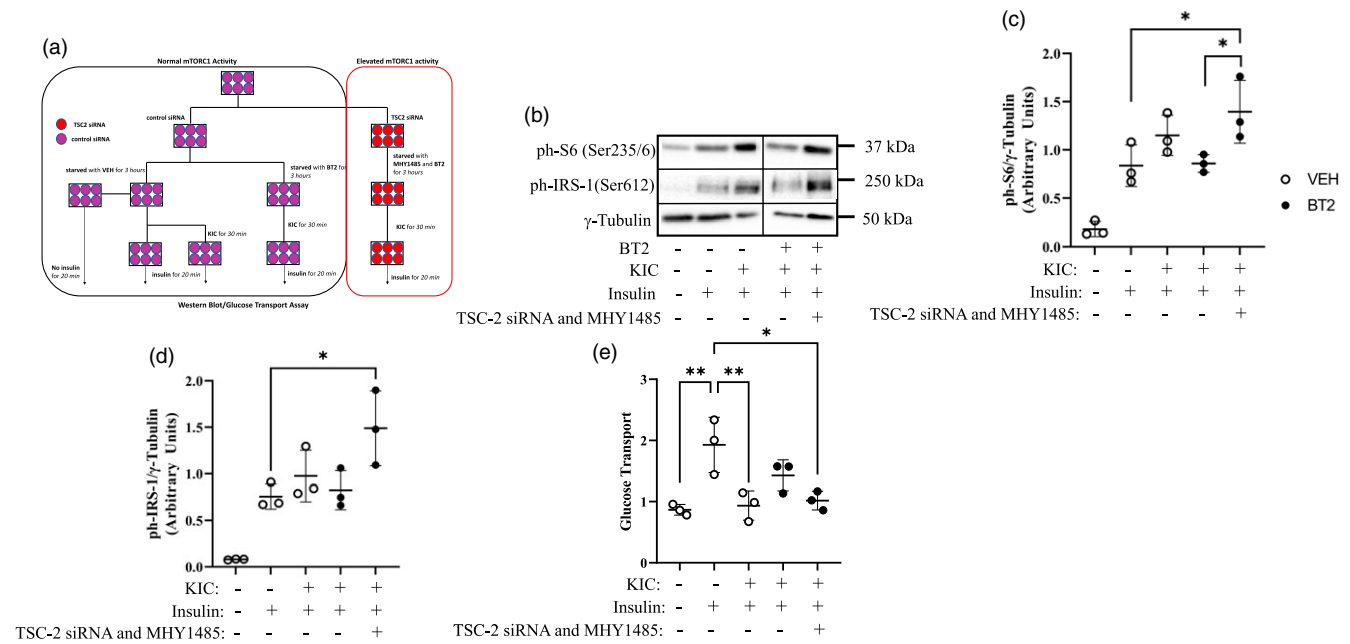 (a)
Normal mTORC1 Activity
Elevated mTORC1 activity
TSC2 siRNA
control siRNA
control siRNA
TSC2 siRNA
starved with VEH for 3 hours
starved with BT2 for
3 hours
starved with
MHY1485 and BT2
for 3 hours
KIC for 30 min
KIC for 30 min
KIC for 30 min
No insulin
for 20 min
insulin for 20 min
insulin for 20 min
insulin for 20 min
Western Blot/Glucose Transport Assay
(b)
ph-S6 (Ser235/6)
37 kDa
ph-IRS-1(Ser612)
250 kDa
γ-Tubulin
50 kDa
BT2 - - - + +
KIC - - + + +
Insulin - + + + +
TSC-2 siRNA and MHY1485 - - - - +
(c)
* 
*
ph-S6/γ-Tubulin
(Arbitrary Units)
2.0
1.5
1.0
0.5
0.0
VEH
BT2
KIC: - - + + +
Insulin: - + + + +
TSC-2 siRNA and MHY1485: - - - - +
(d)
*
ph-IRS-1/γ-Tubulin
(Arbitrary Units)
2.0
1.5
1.0
0.5
0.0
KIC: - - + + +
Insulin: - + + + +
TSC-2 siRNA and MHY1485: - - - - +
(e)
*
** **
Glucose Transport
3
2
1
0
KIC: - - + + +
Insulin: - + + + +
TSC-2 siRNA and MHY1485: - - - - +